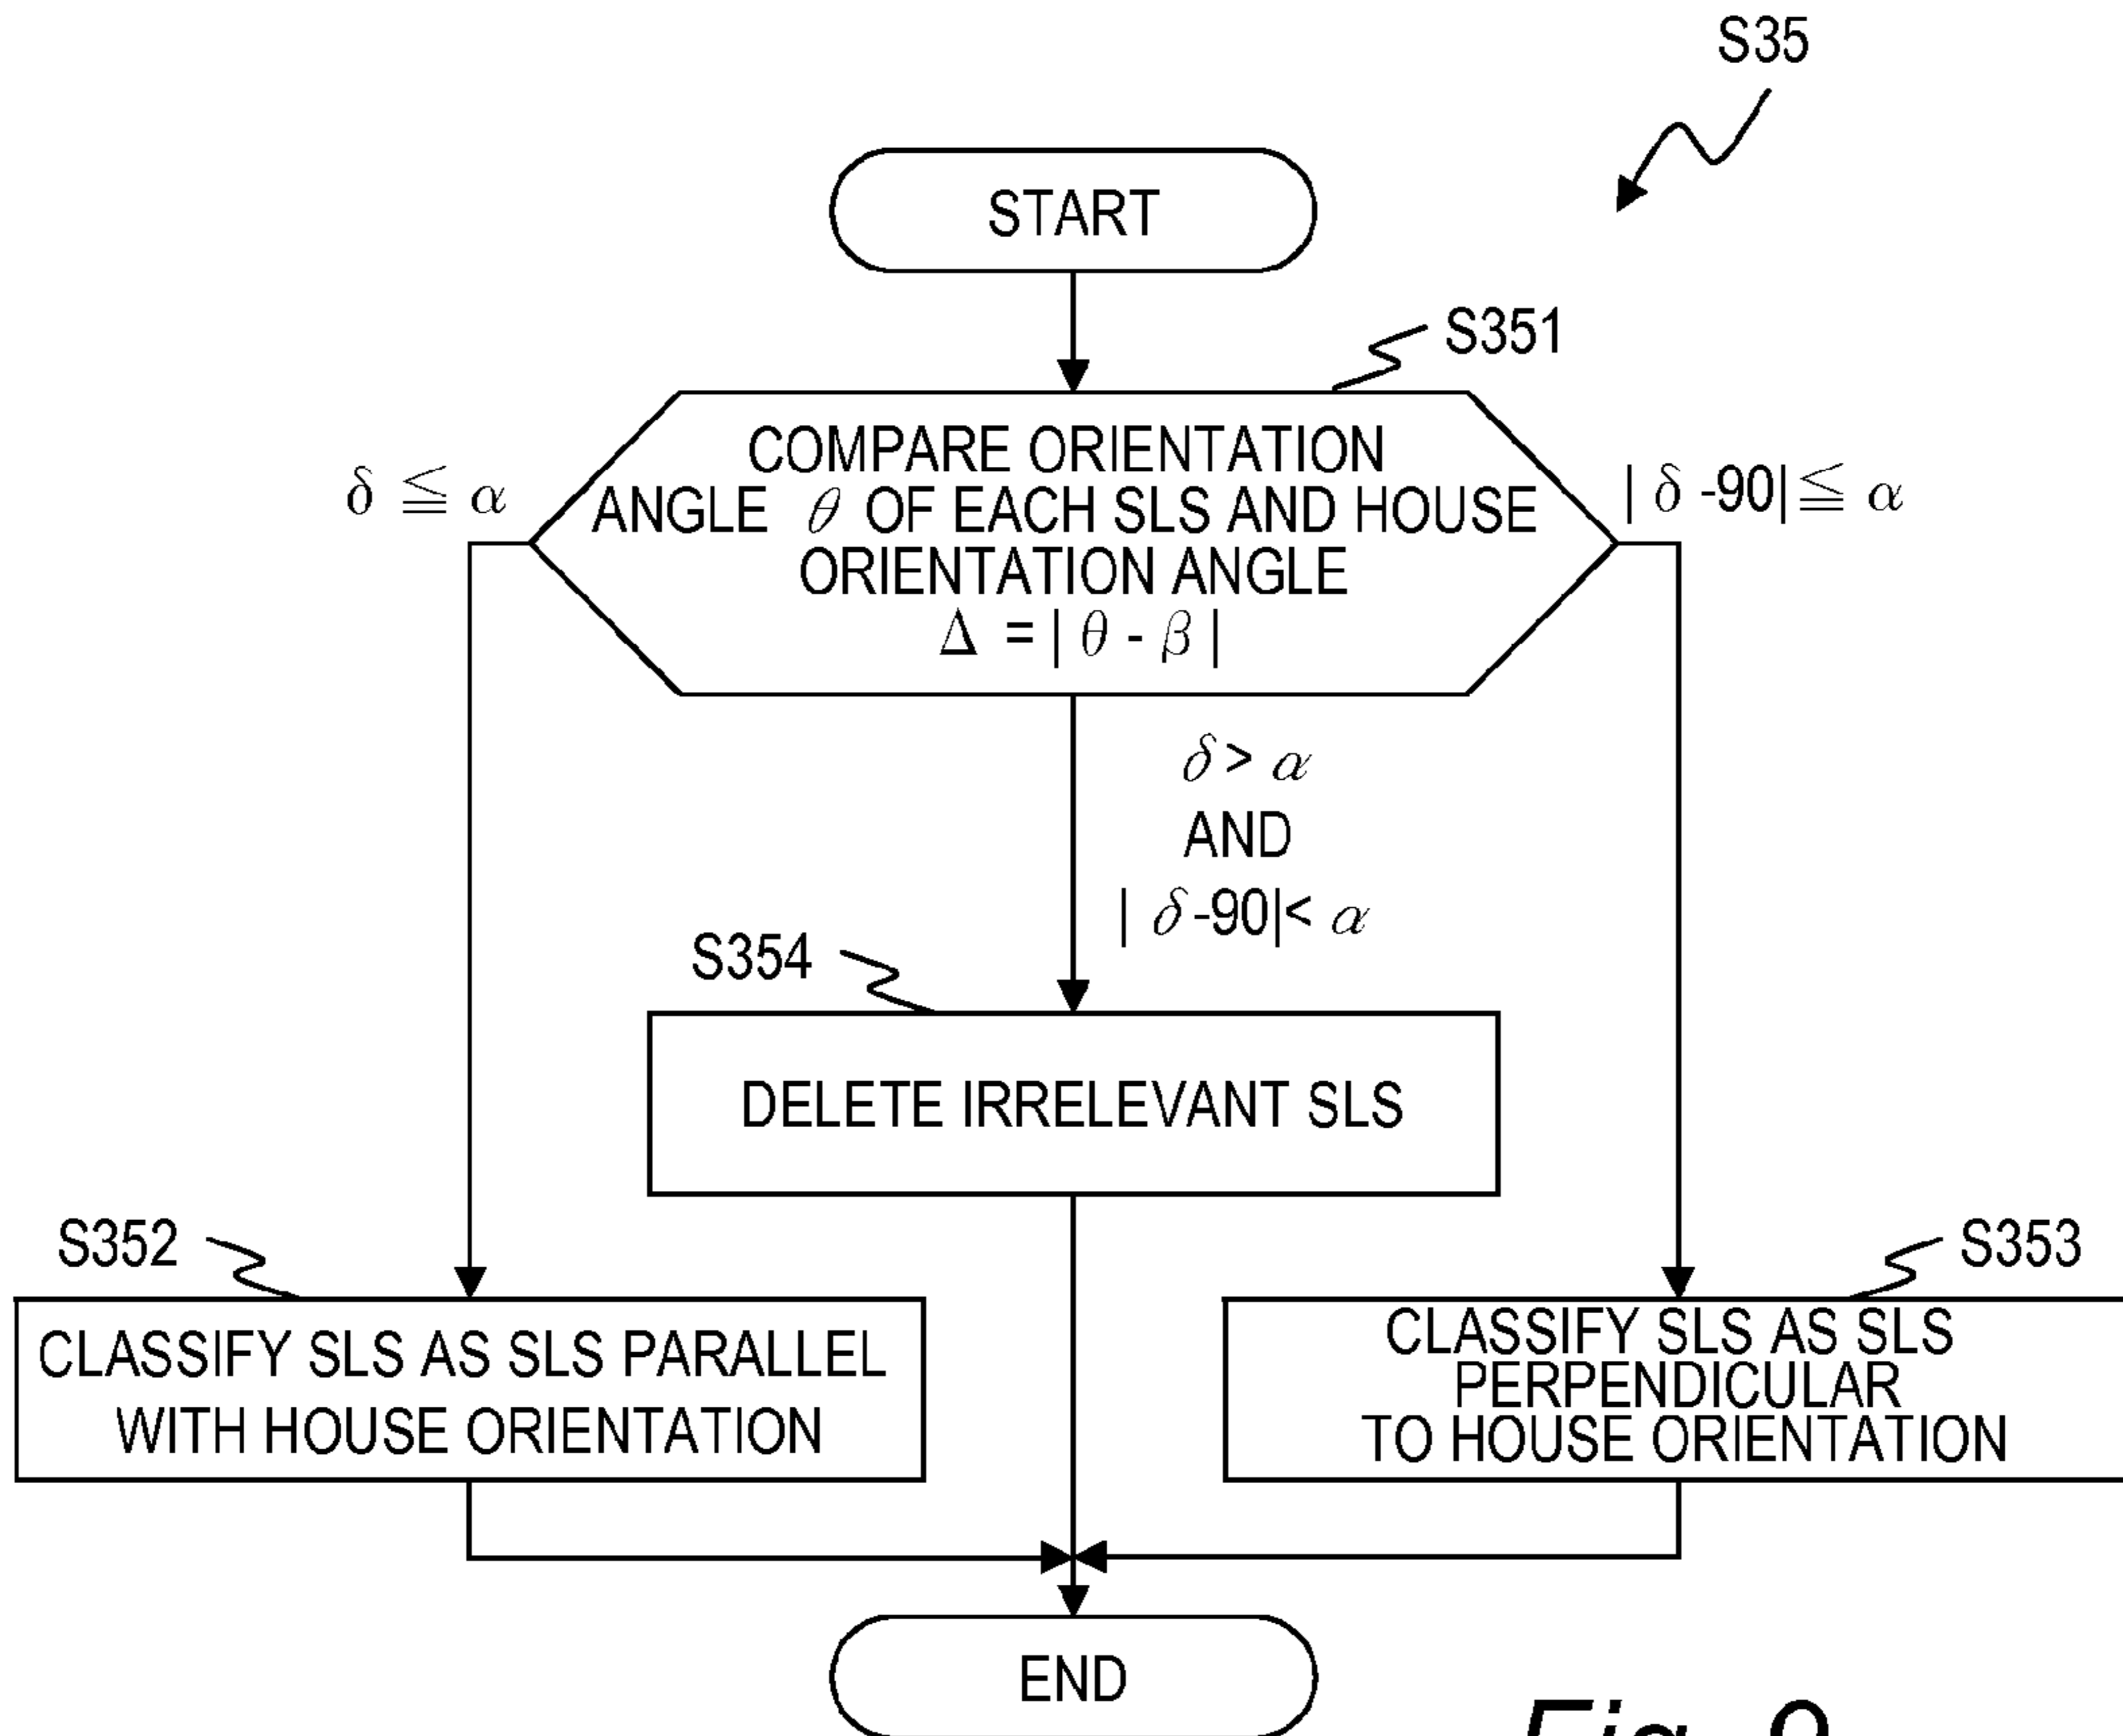 S35
START
S351
COMPARE ORIENTATION
ANGLE θ OF EACH SLS AND HOUSE
ORIENTATION ANGLE
Δ =| θ - β |
δ ≦ α
| δ -90|≦ α
δ > α
AND
| δ -90|< α
S354
DELETE IRRELEVANT SLS
S352
CLASSIFY SLS AS SLS PARALLEL
WITH HOUSE ORIENTATION
S353
CLASSIFY SLS AS SLS
PERPENDICULAR
TO HOUSE ORIENTATION
END